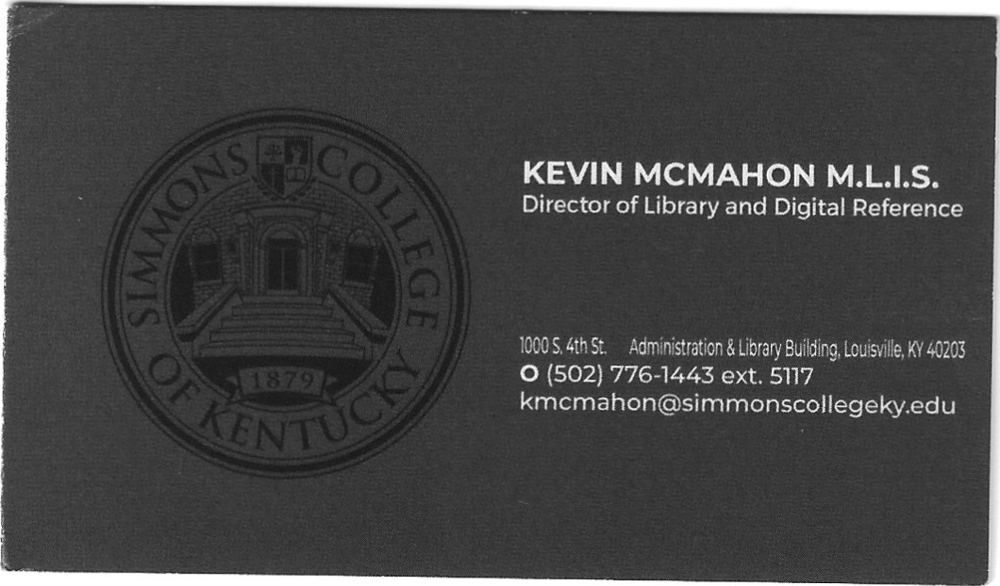 SIMMONS COLLEGE
OF KENTUCKY
1879
KEVIN MCMAHON M.L.I.S.
Director of Library and Digital Reference
1000 S. 4th St. Administration & Library Building, Louisville, KY 40203
O (502) 776-1443 ext. 5117
kmcmahon@simmonscollegeky.edu